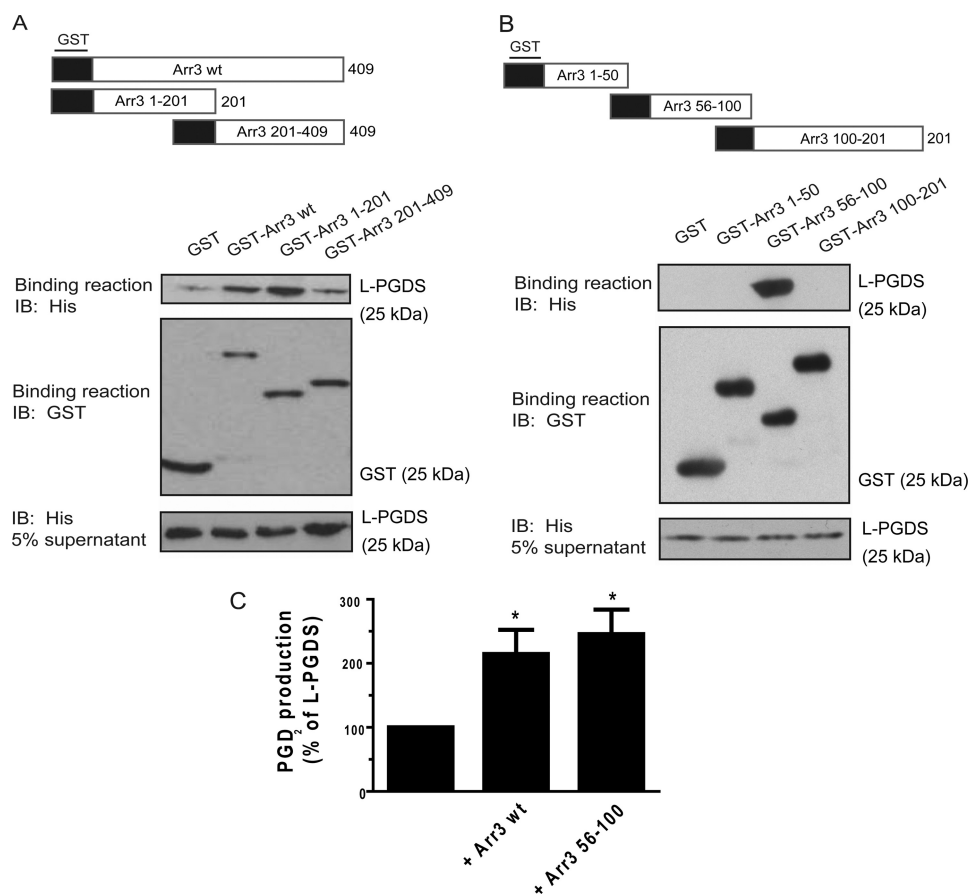 A
GST
Arr3 wt
409
Arr3 1-201
201
Arr3 201-409
409
GST
GST-Arr3 wt
GST-Arr3 1-201
GST-Arr3 201-409
Binding reaction
IB: His
L-PGDS
(25 kDa)
Binding reaction
IB: GST
GST (25 kDa)
IB: His
5% supernatant
L-PGDS
(25 kDa)
B
GST
Arr3 1-50
Arr3 56-100
Arr3 100-201
201
GST
GST-Arr3 1-50
GST-Arr3 56-100
GST-Arr3 100-201
Binding reaction
IB: His
L-PGDS
(25 kDa)
Binding reaction
IB: GST
GST (25 kDa)
IB: His
5% supernatant
L-PGDS
(25 kDa)
C
PGD2 production
(% of L-PGDS)
300
200
100
0
*
*
+ Arr3 wt
+ Arr3 56-100